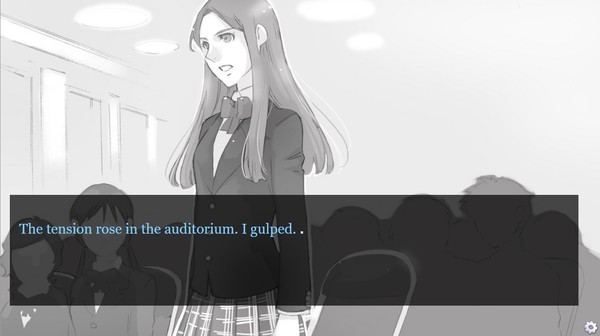 The tension rose in the auditorium. I gulped. .